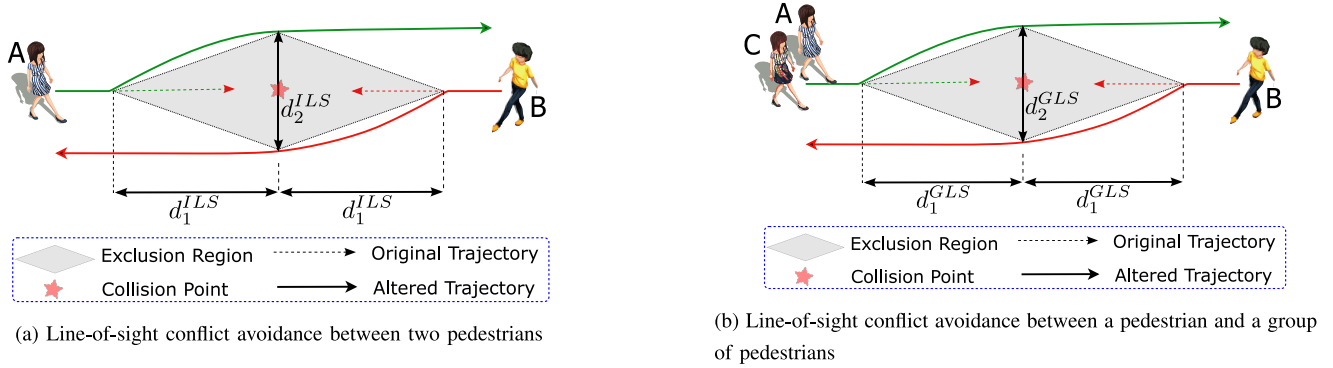 A
B
d_2^{ILS}
d_1^{ILS}
d_1^{ILS}
Exclusion Region
Original Trajectory
Collision Point
Altered Trajectory
(a) Line-of-sight conflict avoidance between two pedestrians
A
C
B
d_2^{GLS}
d_1^{GLS}
d_1^{GLS}
Exclusion Region
Original Trajectory
Collision Point
Altered Trajectory
(b) Line-of-sight conflict avoidance between a pedestrian and a group
of pedestrians